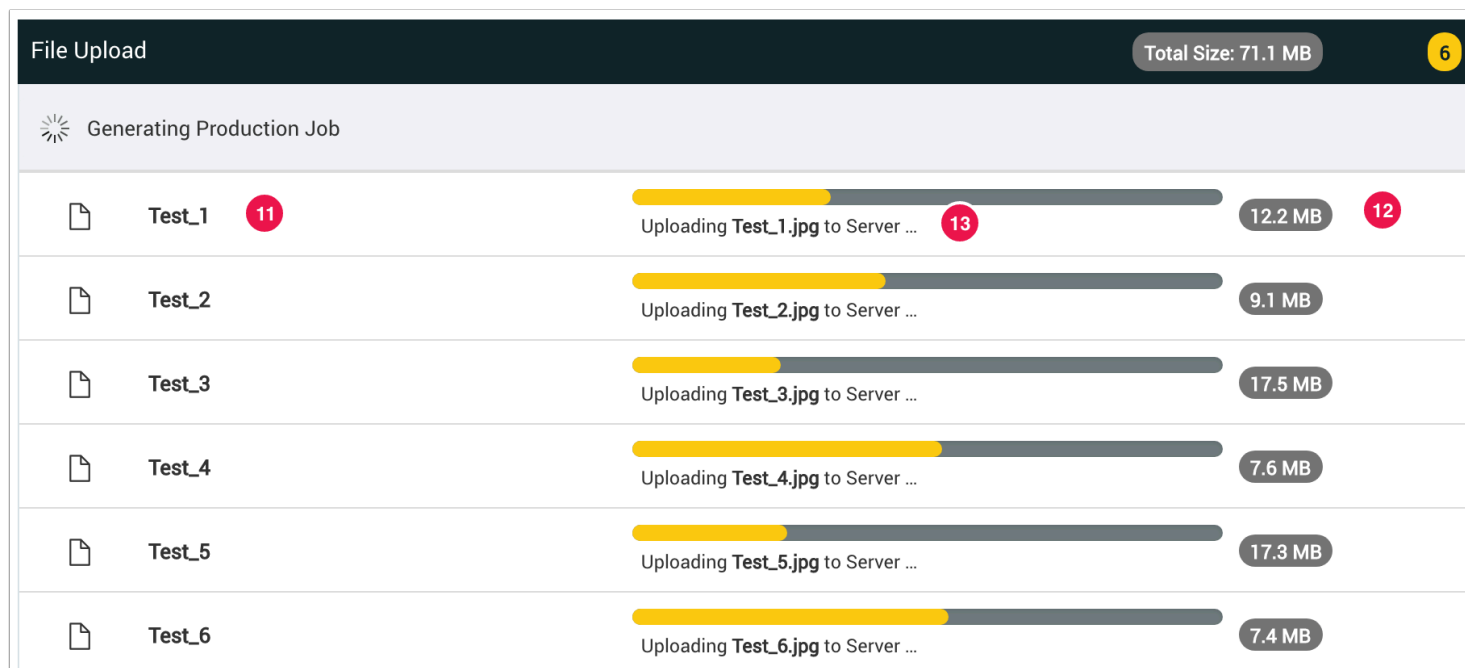 File Upload Total Size: 71.1 MB 6
Generating Production Job
Test_1 11 12.2 MB 12
Uploading Test_1.jpg to Server ... 13
Test_2 9.1 MB
Uploading Test_2.jpg to Server ...
Test_3 17.5 MB
Uploading Test_3.jpg to Server ...
Test_4 7.6 MB
Uploading Test_4.jpg to Server ...
Test_5 17.3 MB
Uploading Test_5.jpg to Server ...
Test_6 7.4 MB
Uploading Test_6.jpg to Server ...